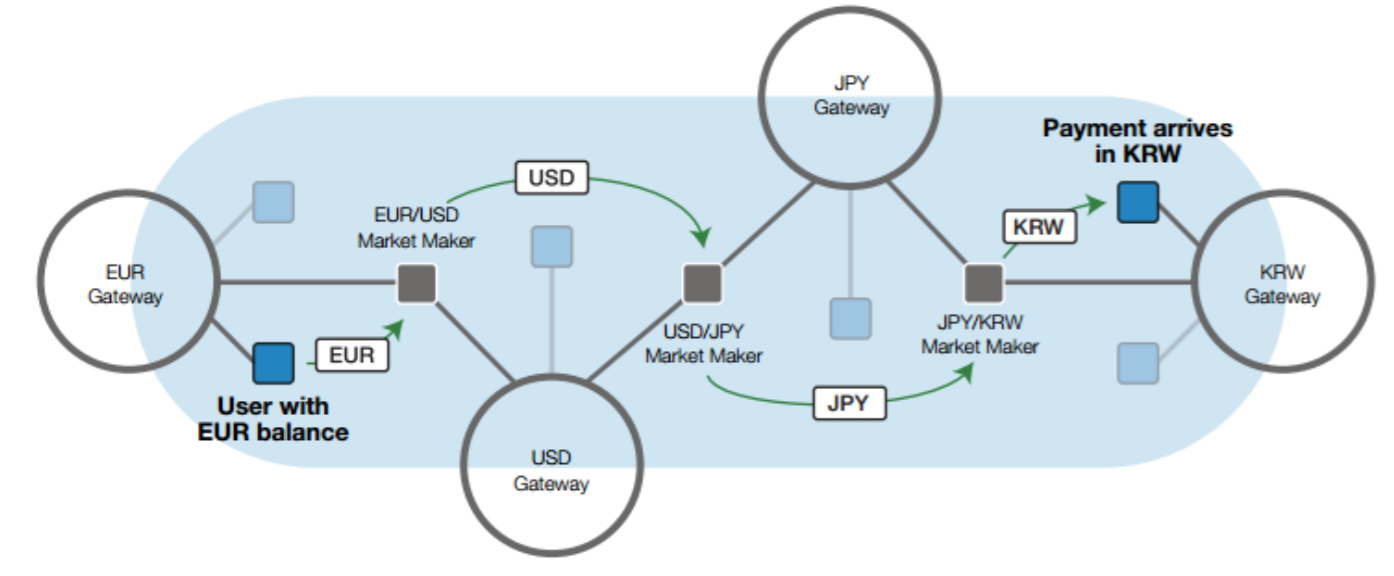 JPY
Gateway
Payment arrives
in KRW
USD
EUR/USD
Market Maker
KRW
EUR
Gateway
KRW
Gateway
USD/JPY
Market Maker
JPY/KRW
Market Maker
EUR
User with
EUR balance
JPY
USD
Gateway